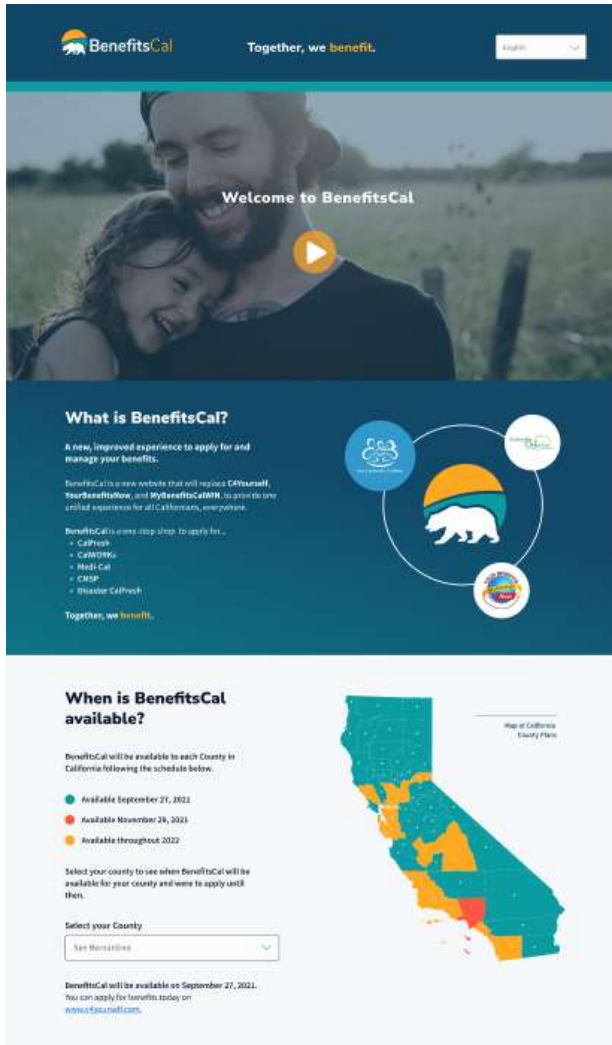 BenefitsCal
Together, we benefit.
English
Welcome to BenefitsCal
What is BenefitsCal?
A new, improved experience to apply for and
manage your benefits.
BenefitsCal is a new website that will replace C4Yourself,
YourBenefitsNow, and MyBenefitsCalWIN, to provide one
unified experience for all Californians, everywhere.
BenefitsCal is a one-stop-shop to apply for...
CalFresh
CalWORKs
Medi-Cal
CMSP
Disaster CalFresh
Together, we benefit.
When is BenefitsCal
available?
BenefitsCal will be available to each County in
California following the schedule below.
Available September 27, 2021
Available November 29, 2021
Available throughout 2022
Select your county to see when BenefitsCal will be
available for your county and were to apply until
then.
Select your County
San Bernardino
BenefitsCal will be available on September 27, 2021.
You can apply for benefits today on
www.c4yourself.com.
Map of California
County Plans